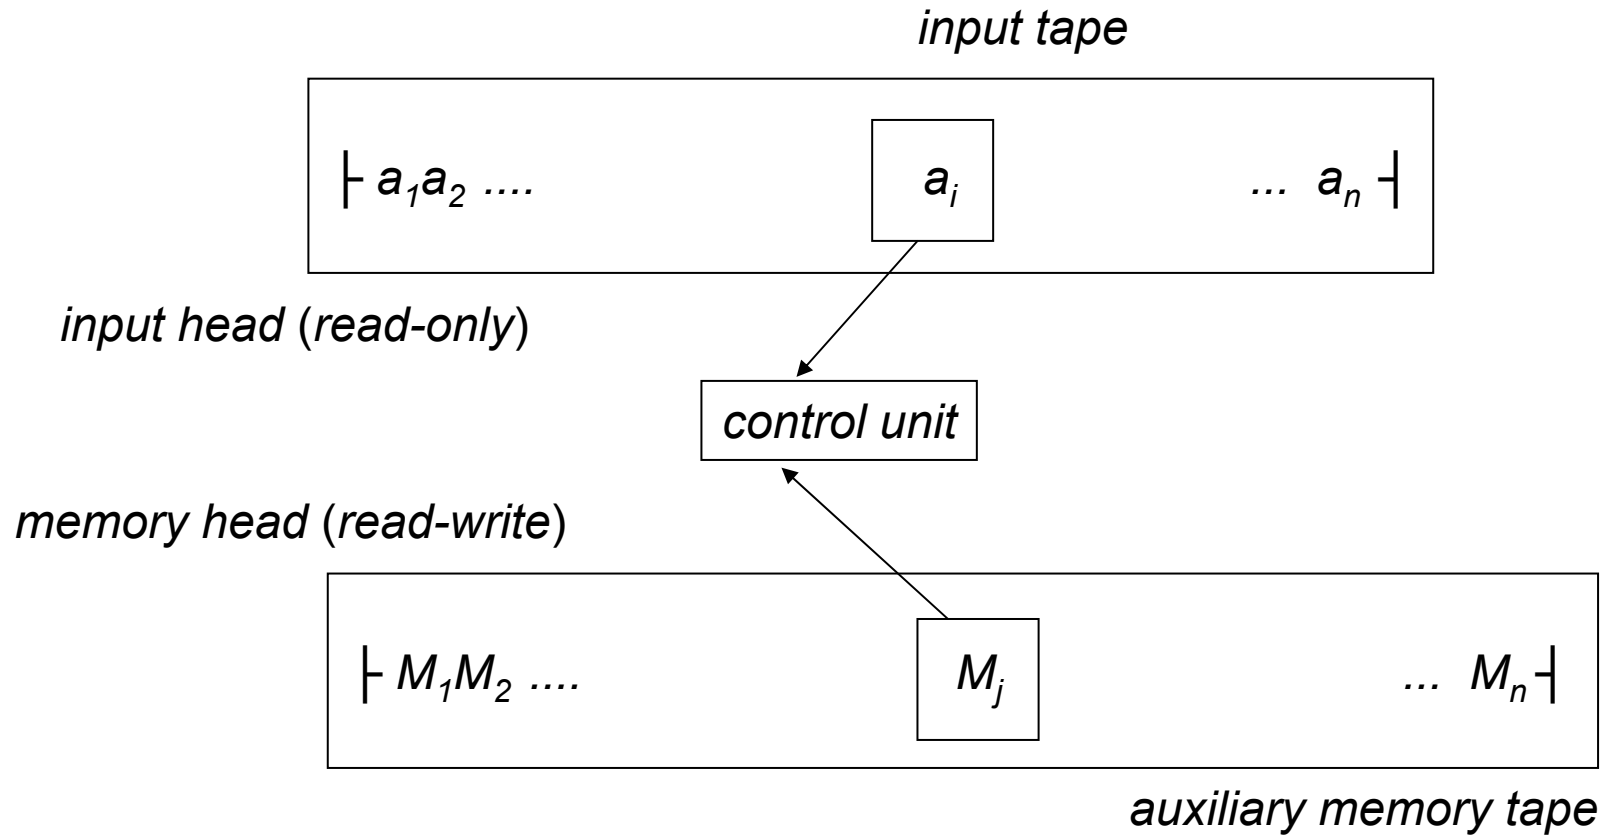 input tape
├ a₁a₂ .... aᵢ ... aₙ ┤
input head (read-only)
control unit
memory head (read-write)
├ M₁M₂ .... Mⱼ ... Mₙ ┤
auxiliary memory tape